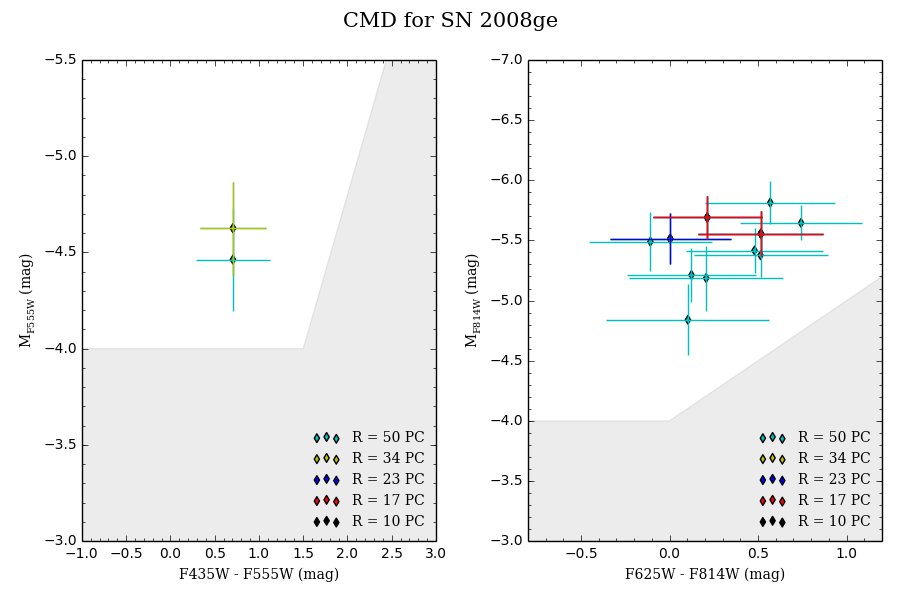 CMD for SN 2008ge
−5.5
−5.0
−4.5
−4.0
−3.5
−3.0
M_F555W (mag)
−1.0 −0.5 0.0 0.5 1.0 1.5 2.0 2.5 3.0
F435W - F555W (mag)
R = 50 PC
R = 34 PC
R = 23 PC
R = 17 PC
R = 10 PC
−7.0
−6.5
−6.0
−5.5
−5.0
−4.5
−4.0
−3.5
−3.0
M_F814W (mag)
−0.5 0.0 0.5 1.0
F625W - F814W (mag)
R = 50 PC
R = 34 PC
R = 23 PC
R = 17 PC
R = 10 PC